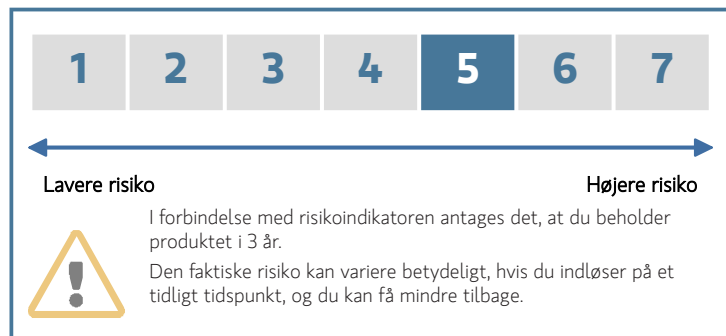 1 2 3 4 5 6 7
Lavere risiko Højere risiko
I forbindelse med risikoindikatoren antages det, at du beholder
produktet i 3 år.
Den faktiske risiko kan variere betydeligt, hvis du indløser på et
tidligt tidspunkt, og du kan få mindre tilbage.